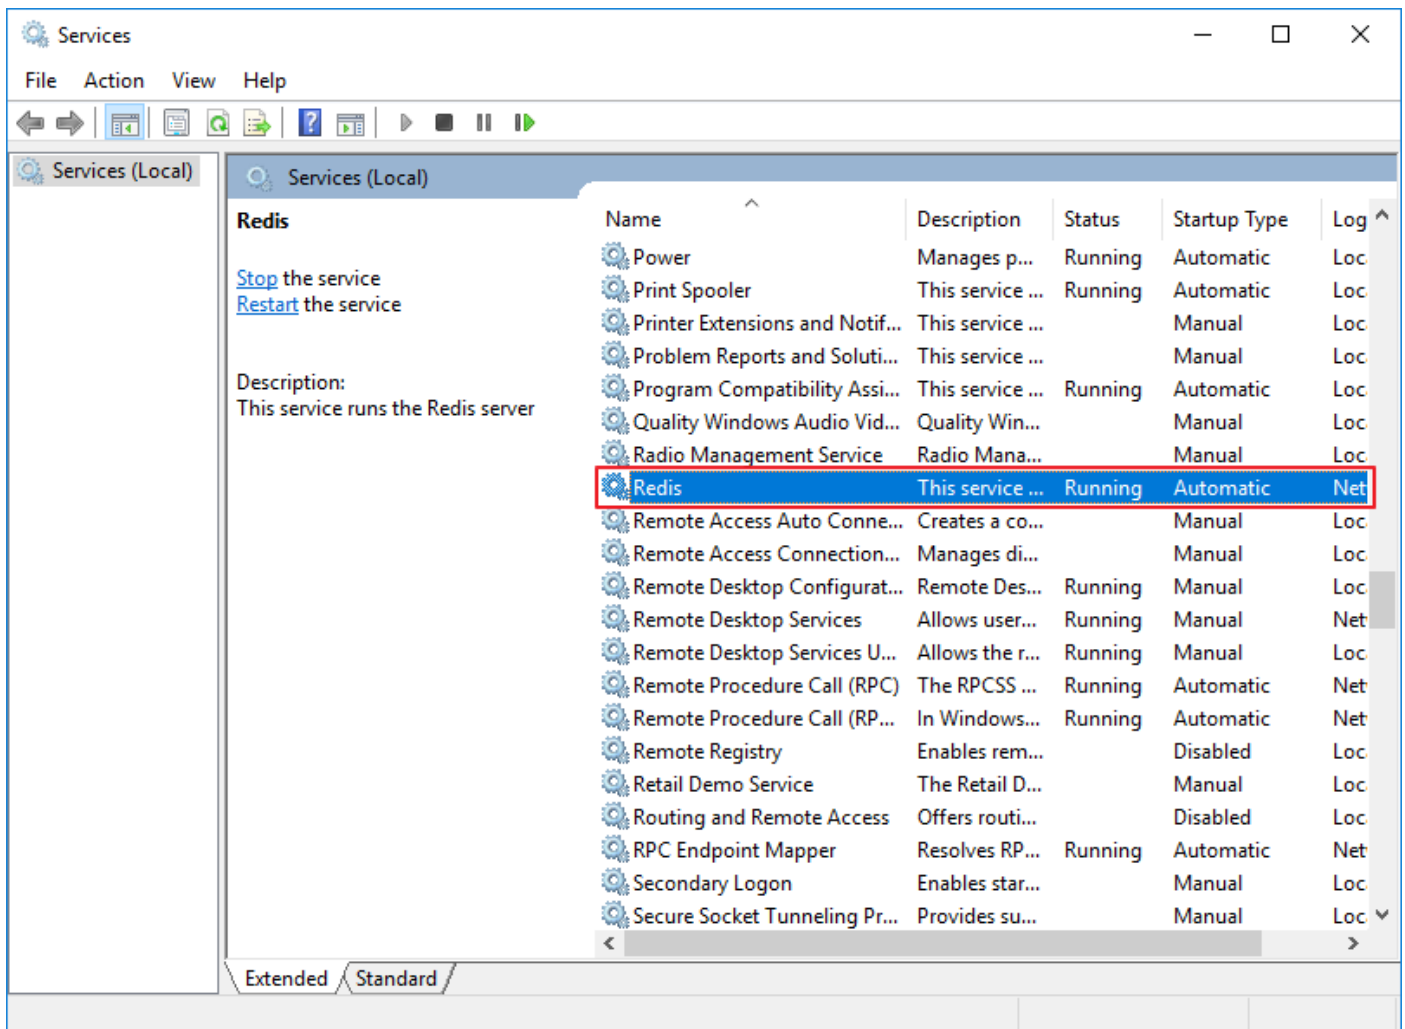 Services
File Action View Help
Services (Local)
Services (Local)
Redis
Stop the service
Restart the service
Description:
This service runs the Redis server
Name Description Status Startup Type Log
Power Manages p... Running Automatic Loc
Print Spooler This service ... Running Automatic Loc
Printer Extensions and Notif... This service ... Manual Loc
Problem Reports and Soluti... This service ... Manual Loc
Program Compatibility Assi... This service ... Running Automatic Loc
Quality Windows Audio Vid... Quality Win... Manual Loc
Radio Management Service Radio Mana... Manual Loc
Redis This service ... Running Automatic Net
Remote Access Auto Conne... Creates a co... Manual Loc
Remote Access Connection... Manages di... Manual Loc
Remote Desktop Configurat... Remote Des... Running Manual Loc
Remote Desktop Services Allows user... Running Manual Net
Remote Desktop Services U... Allows the r... Running Manual Loc
Remote Procedure Call (RPC) The RPCSS ... Running Automatic Net
Remote Procedure Call (RP... In Windows... Running Automatic Net
Remote Registry Enables rem... Disabled Loc
Retail Demo Service The Retail D... Manual Loc
Routing and Remote Access Offers routi... Disabled Loc
RPC Endpoint Mapper Resolves RP... Running Automatic Net
Secondary Logon Enables star... Manual Loc
Secure Socket Tunneling Pr... Provides su... Manual Loc
Extended Standard